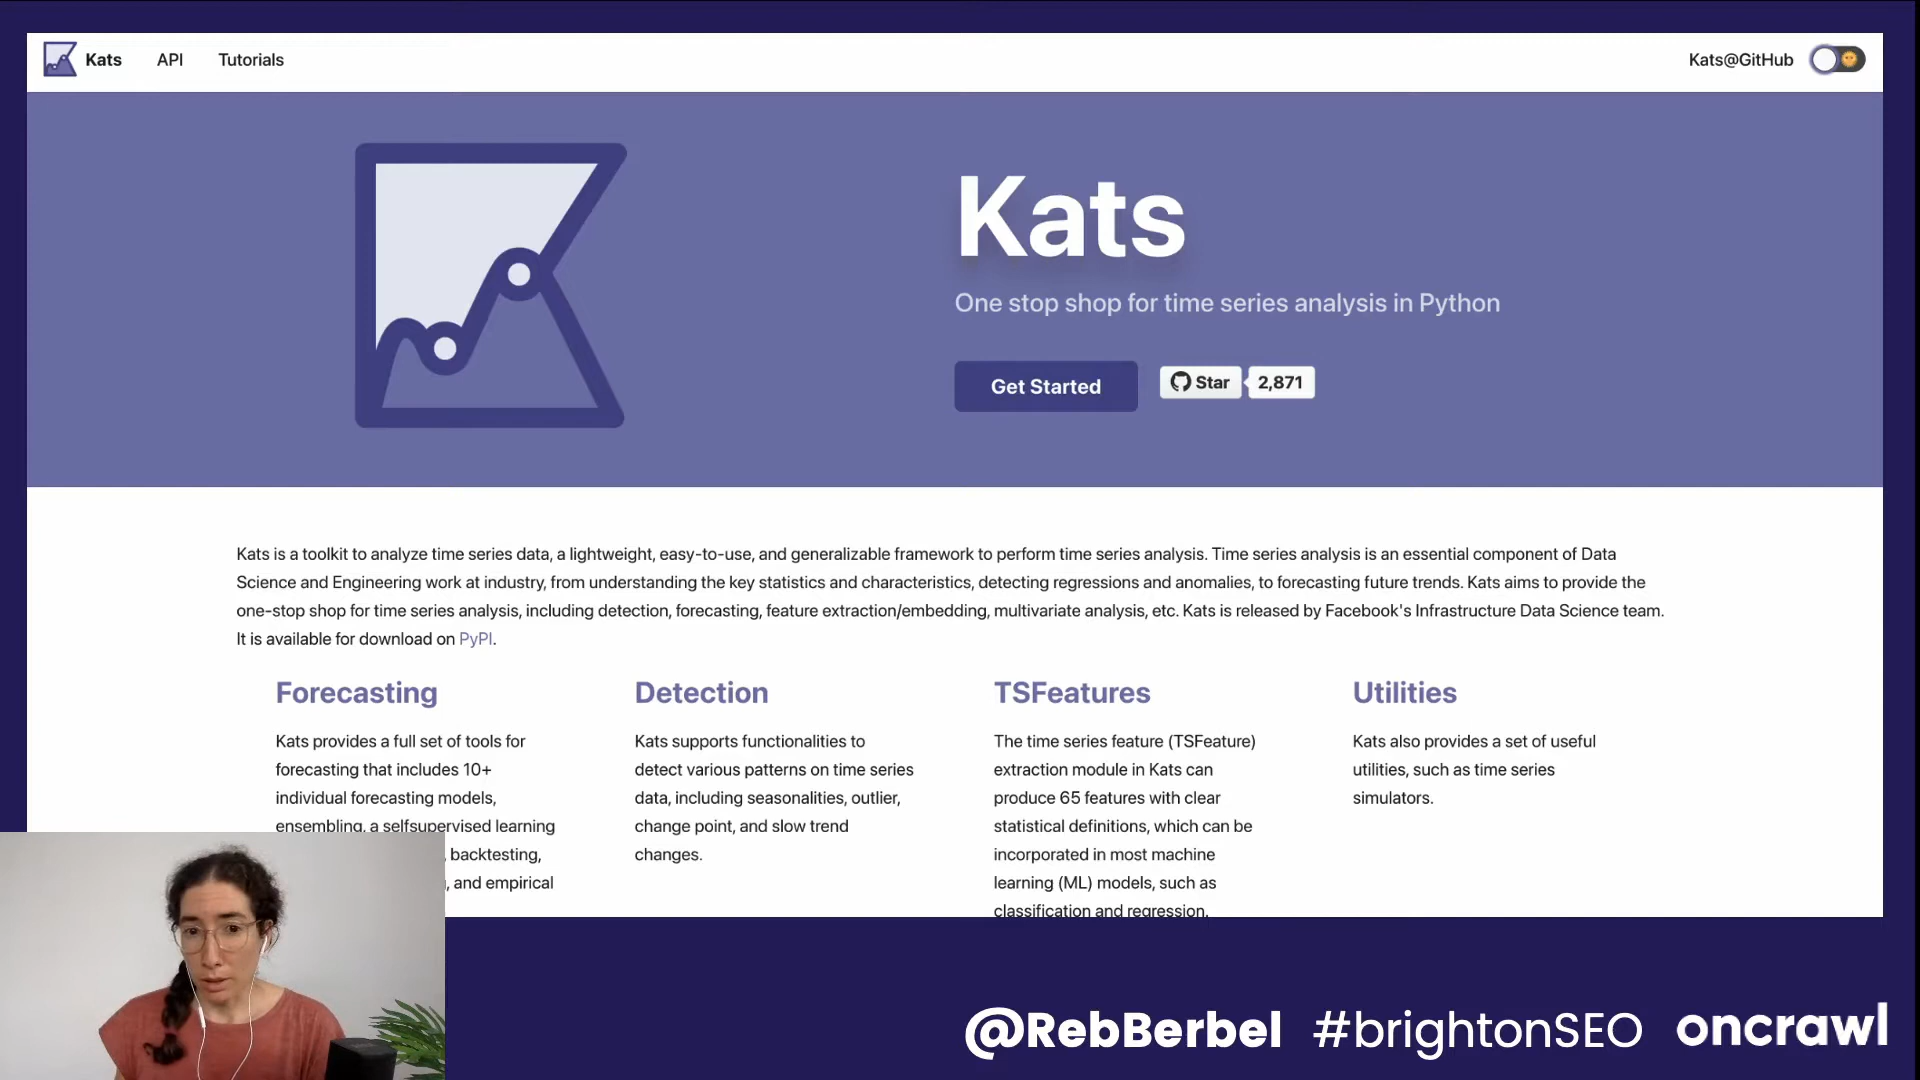 Kats API Tutorials Kats@GitHub
Kats
One stop shop for time series analysis in Python
Get Started Star 2,871
Kats is a toolkit to analyze time series data, a lightweight, easy-to-use, and generalizable framework to perform time series analysis. Time series analysis is an essential component of Data
Science and Engineering work at industry, from understanding the key statistics and characteristics, detecting regressions and anomalies, to forecasting future trends. Kats aims to provide the
one-stop shop for time series analysis, including detection, forecasting, feature extraction/embedding, multivariate analysis, etc. Kats is released by Facebook's Infrastructure Data Science team.
It is available for download on PyPI.
Forecasting
Kats provides a full set of tools for
forecasting that includes 10+
individual forecasting models,
ensembling, a selfsupervised learning
, backtesting,
, and empirical
Detection
Kats supports functionalities to
detect various patterns on time series
data, including seasonalities, outlier,
change point, and slow trend
changes.
TSFeatures
The time series feature (TSFeature)
extraction module in Kats can
produce 65 features with clear
statistical definitions, which can be
incorporated in most machine
learning (ML) models, such as
classification and regression.
Utilities
Kats also provides a set of useful
utilities, such as time series
simulators.
@RebBerbel #brightonSEO oncrawl